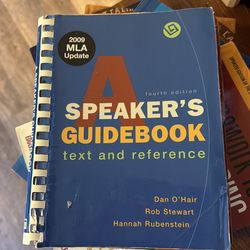 2009
MLA
Update
fourth edition
A
SPEAKER'S
GUIDEBOOK
text and reference
Dan O'Hair
Rob Stewart
Hannah Rubenstein